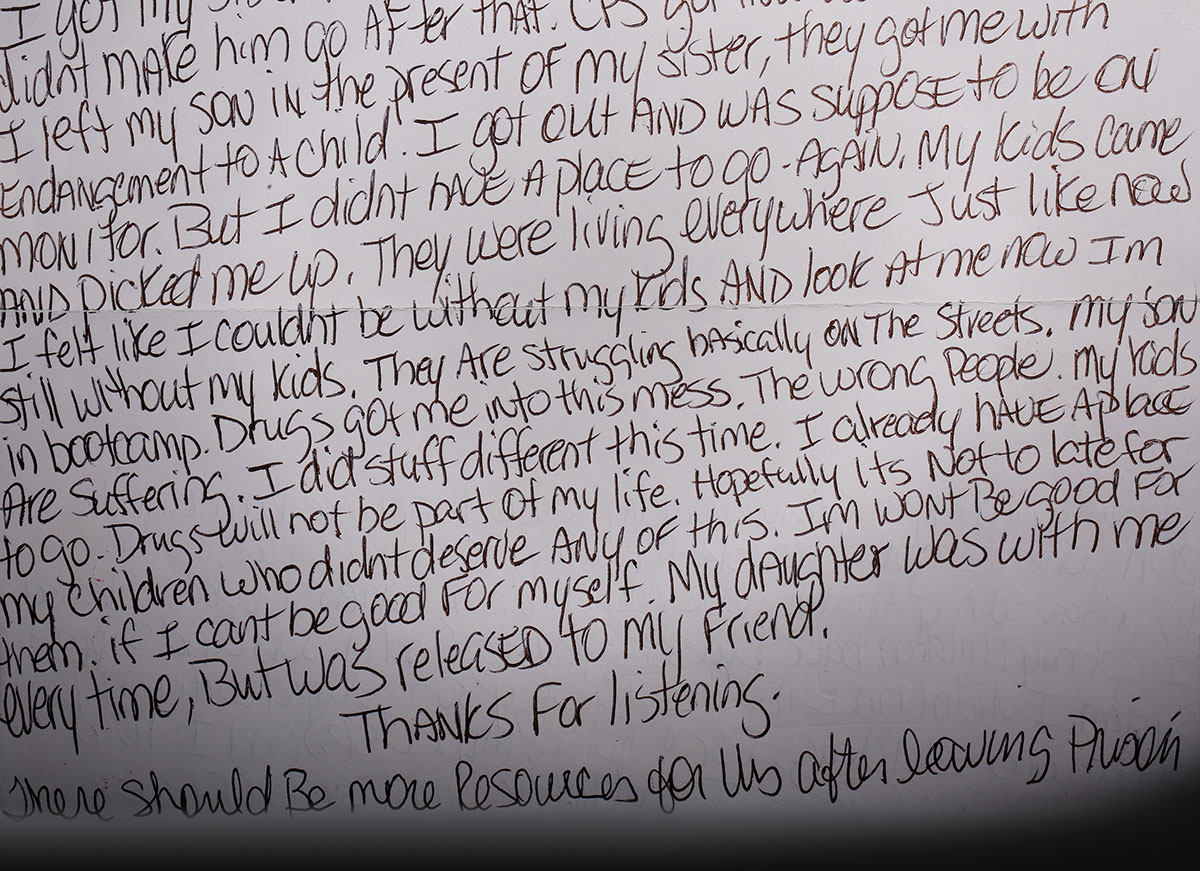 I got my
didnt make him go After that. CPS got
I left my son in the present of my sister, they got me with
Endangement to A child. I got out AND WAS suppose to be on
monitor. But I didnt have A place to go - AGAIN. My kids came
AND picked me up. They were living everywhere Just like now
I felt like I couldnt be without my kids AND look At me now Im
still without my kids. They Are struggling basically on The Streets. my son
in bootcamp. Drugs got me into this mess. The wrong People. my kids
Are suffering. I did stuff different this time. I already have A place
to go. Drugs will not be part of my life. Hopefully its Not to late for
my children who didnt deserve Any of this. Im wont Be good For
them. if I cant be good For myself. My daughter was with me
every time, But was released to my Friend.
Thanks For listening.
There should Be more Resources for Us after leaving Prison